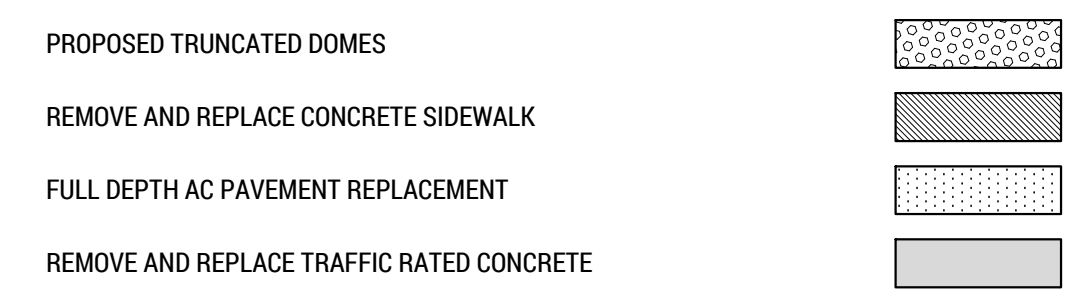 PROPOSED TRUNCATED DOMES
REMOVE AND REPLACE CONCRETE SIDEWALK
FULL DEPTH AC PAVEMENT REPLACEMENT
REMOVE AND REPLACE TRAFFIC RATED CONCRETE